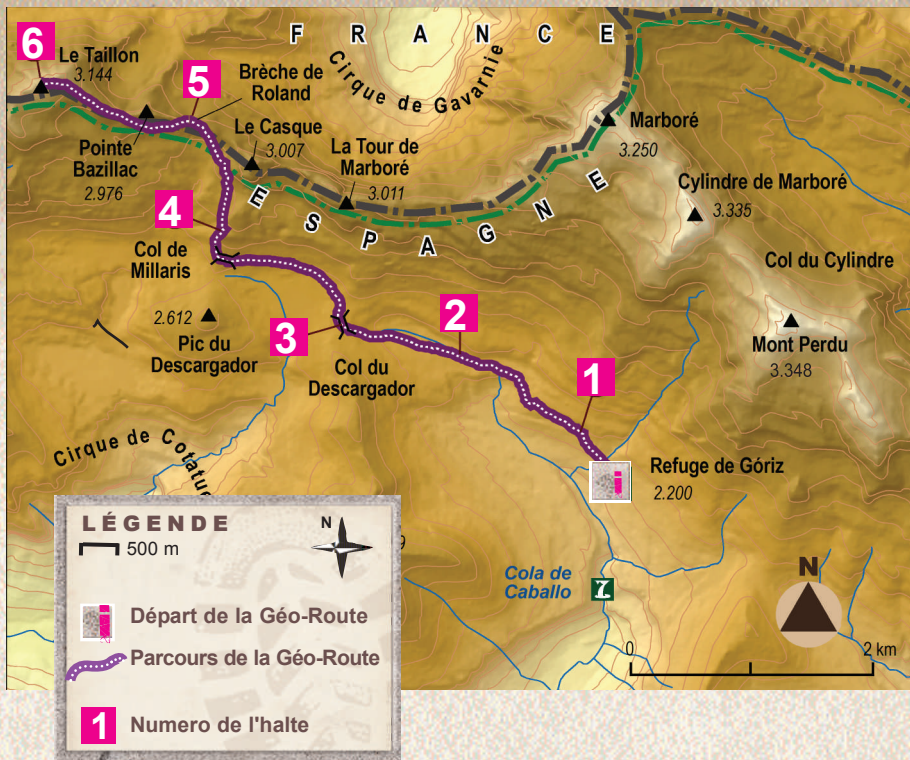 F R A N C E
6
Le Taillon
3.144
5
Brèche de
Roland
Cirque de Gavarnie
Pointe
Bazillac
2.976
Le Casque
3.007
La Tour de
Marboré
3.011
Marboré
3.250
Cylindre de Marboré
3.335
E S P A G N E
4
Col de
Millaris
Col du Cylindre
2.612
Pic du
Descargador
3
2
Col du
Descargador
1
Mont Perdu
3.348
Refuge de Góriz
2.200
Cirque de Cotatue
9
Cola de
Caballo
7
N
0
2 km
LÉGENDE
500 m
N
Départ de la Géo-Route
Parcours de la Géo-Route
1
Numero de l'halte